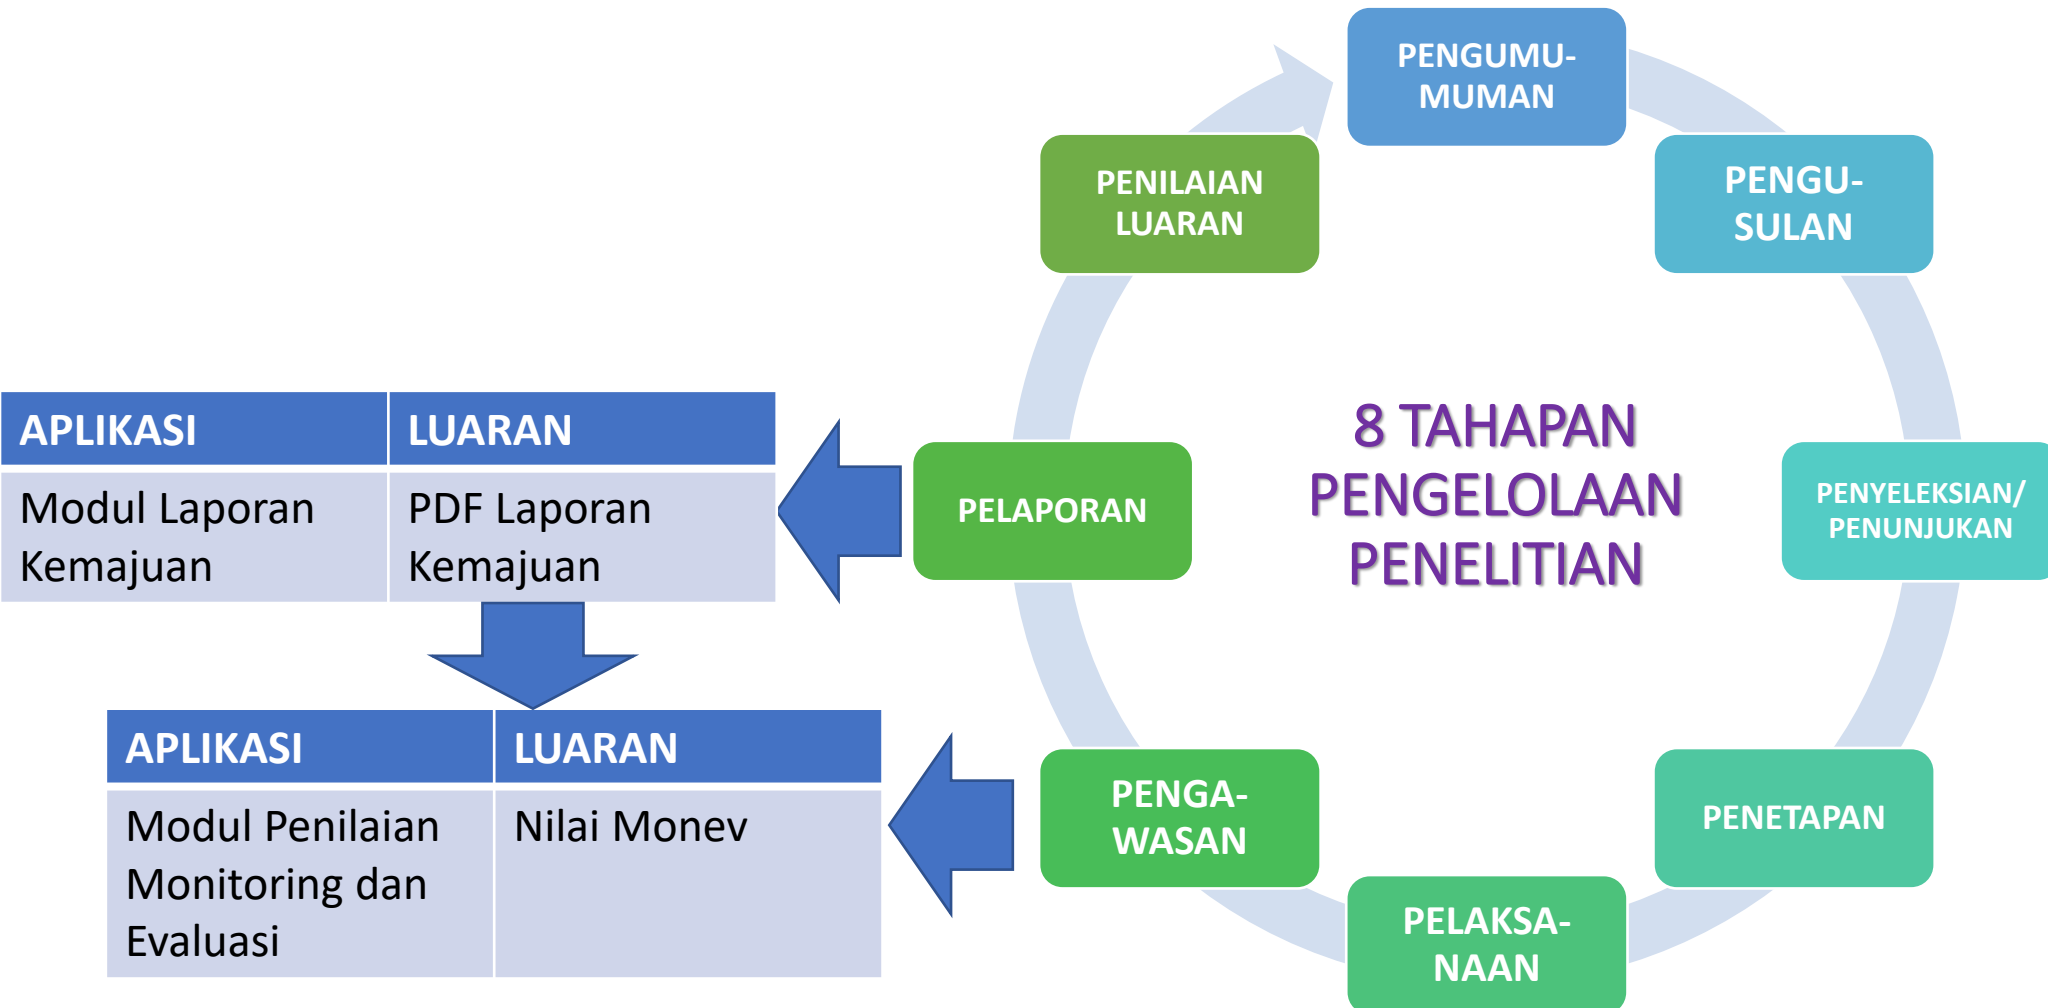 PENGUMU-
MUMAN
PENGU-
SULAN
PENYELEKSIAN/
PENUNJUKAN
PENETAPAN
PELAKSA-
NAAN
PENGA-
WASAN
PELAPORAN
PENILAIAN
LUARAN
8 TAHAPAN
PENGELOLAAN
PENELITIAN
APLIKASI
LUARAN
Modul Laporan
Kemajuan
PDF Laporan
Kemajuan
APLIKASI
LUARAN
Modul Penilaian
Monitoring dan
Evaluasi
Nilai Monev